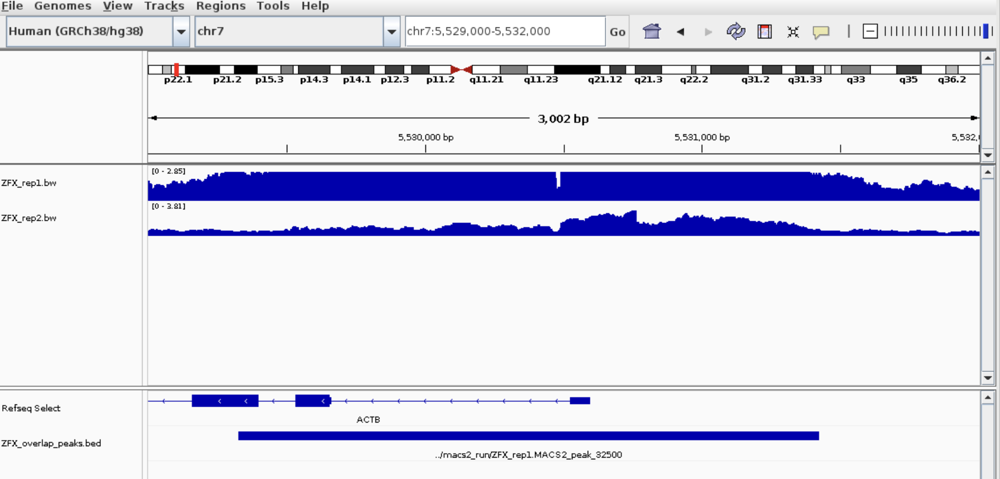 File Genomes View Tracks Regions Tools Help
Human (GRCh38/hg38) chr7 chr7:5,529,000-5,532,000 Go
p22.1 p21.2 p15.3 p14.3 p14.1 p12.3 p11.2 q11.21 q11.23 q21.12 q21.3 q22.2 q31.2 q31.33 q33 q35 q36.2
3,002 bp
5,530,000 bp 5,531,000 bp 5,532,
[0 - 2.85]
ZFX_rep1.bw
[0 - 3.81]
ZFX_rep2.bw
Refseq Select
ACTB
ZFX_overlap_peaks.bed
../macs2_run/ZFX_rep1.MACS2_peak_32500